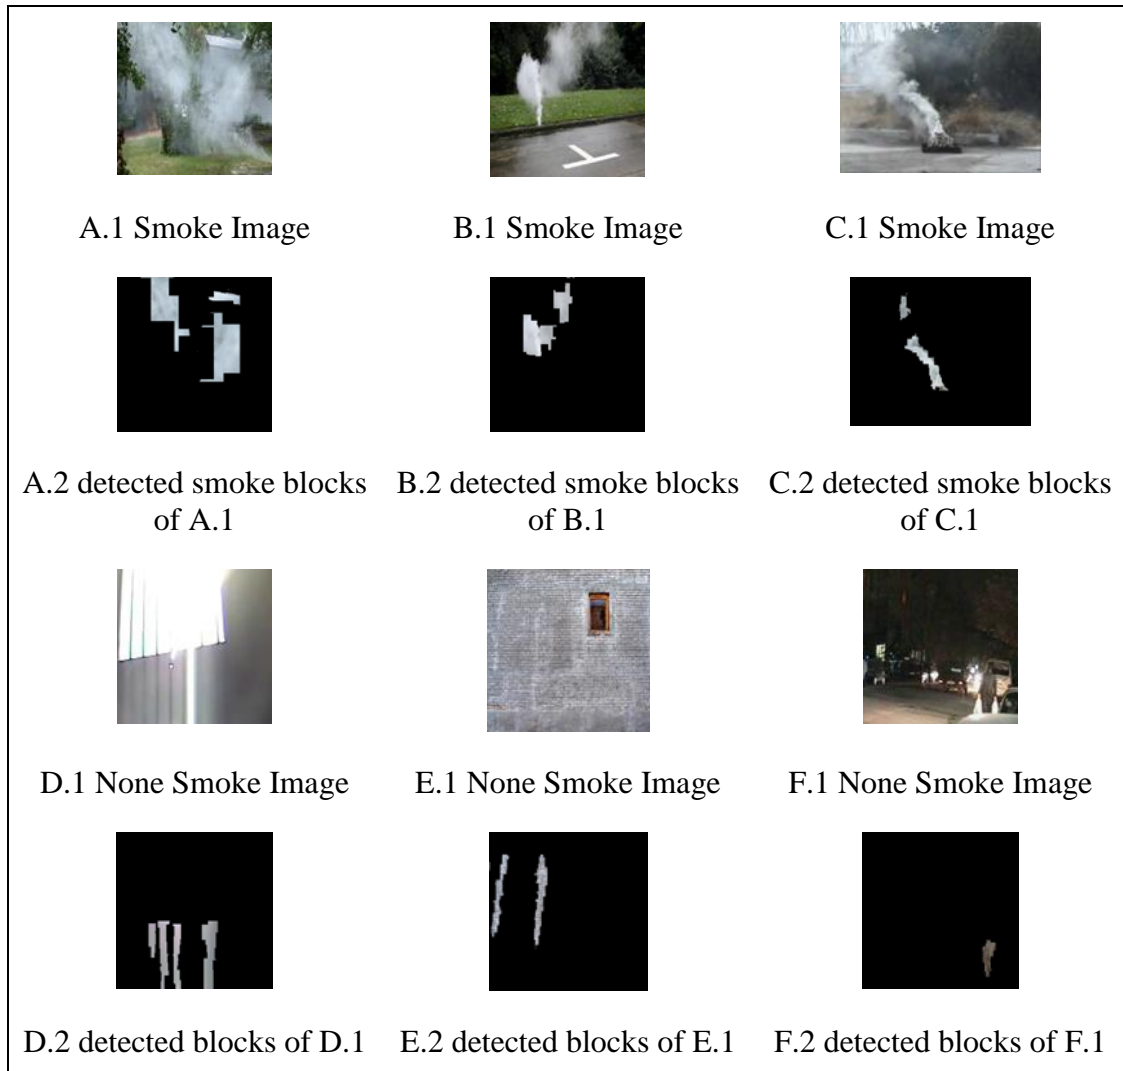 A.1 Smoke Image
B.1 Smoke Image
C.1 Smoke Image
A.2 detected smoke blocks
of A.1
B.2 detected smoke blocks
of B.1
C.2 detected smoke blocks
of C.1
D.1 None Smoke Image
E.1 None Smoke Image
F.1 None Smoke Image
D.2 detected blocks of D.1
E.2 detected blocks of E.1
F.2 detected blocks of F.1